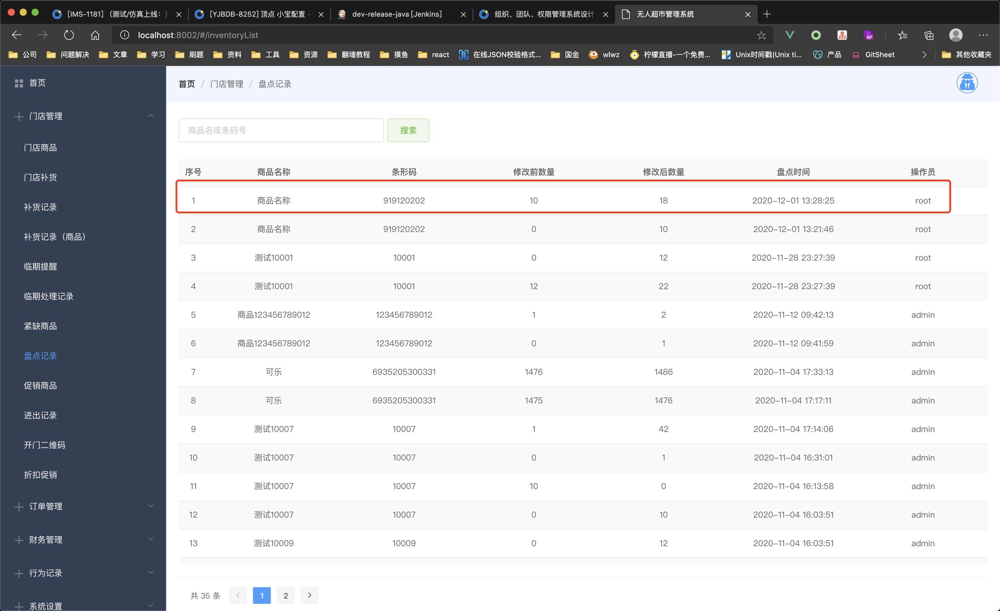 [IMS-1181] （测试/仿真上线：）
[YJBDB-8252] 顶点 小宝配置 -
dev-release-java [Jenkins]
组织、团队、权限管理系统设计
无人超市管理系统
localhost:8002/#/inventoryList
公司 问题解决 文章 学习 刷题 资料 工具 资源 翻墙教程 摸鱼 react 在线JSON校验格式... 国金 wlwz 柠檬直播-一个免费... Unix时间戳(Unix ti... 产品 GitSheet 其他收藏夹
首页
门店管理
门店商品
门店补货
补货记录
补货记录（商品）
临期提醒
临期处理记录
紧缺商品
盘点记录
促销商品
进出记录
开门二维码
折扣促销
订单管理
财务管理
行为记录
系统设置
首页 / 门店管理 / 盘点记录
商品名或条码号 搜索
序号 商品名称 条形码 修改前数量 修改后数量 盘点时间 操作员
1 商品名称 919120202 10 18 2020-12-01 13:28:25 root
2 商品名称 919120202 0 10 2020-12-01 13:21:46 root
3 测试10001 10001 0 12 2020-11-28 23:27:39 root
4 测试10001 10001 12 22 2020-11-28 23:27:39 root
5 商品123456789012 123456789012 1 2 2020-11-12 09:42:13 admin
6 商品123456789012 123456789012 0 1 2020-11-12 09:41:59 admin
7 可乐 6935205300331 1476 1486 2020-11-04 17:33:13 admin
8 可乐 6935205300331 1475 1476 2020-11-04 17:17:11 admin
9 测试10007 10007 1 42 2020-11-04 17:14:06 admin
10 测试10007 10007 0 1 2020-11-04 16:31:01 admin
11 测试10007 10007 10 0 2020-11-04 16:13:58 admin
12 测试10007 10007 0 10 2020-11-04 16:03:51 admin
13 测试10009 10009 0 12 2020-11-04 16:03:51 admin
共 35 条 1 2